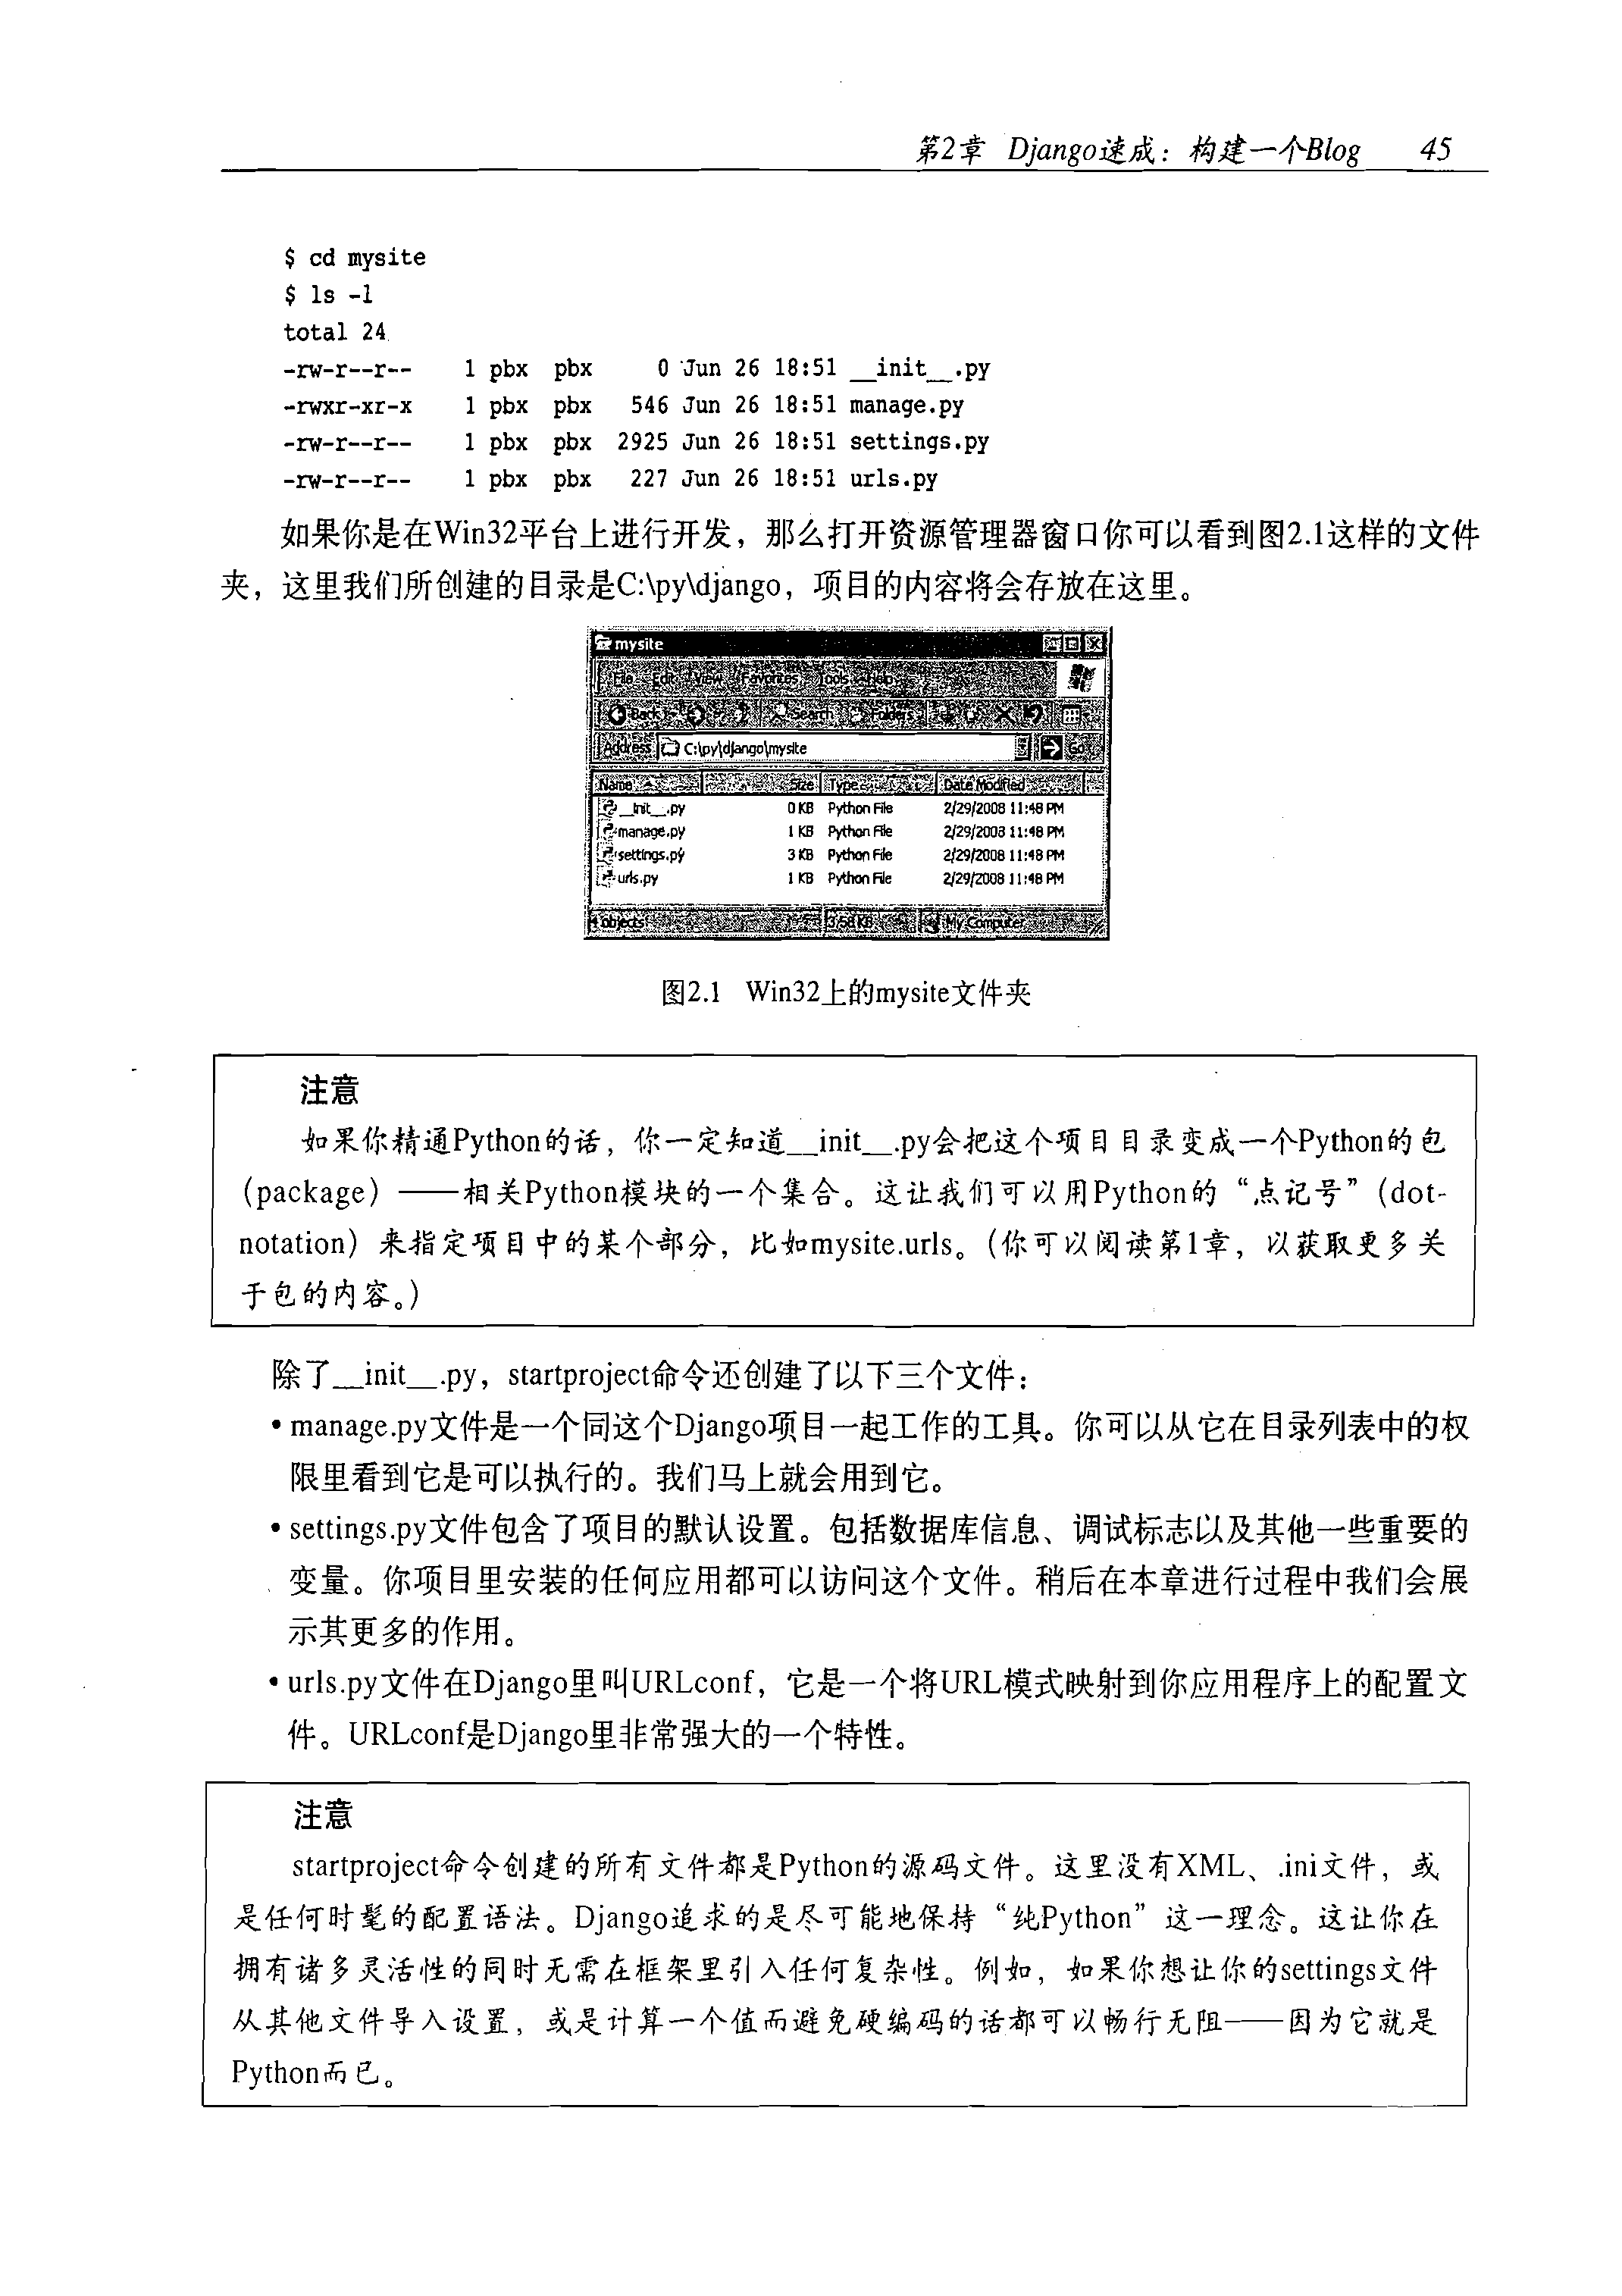 第2章 Django速成：构建一个Blog 45
$ cd mysite
$ ls -l
total 24
-rw-r--r-- 1 pbx pbx 0 Jun 26 18:51 __init__.py
-rwxr-xr-x 1 pbx pbx 546 Jun 26 18:51 manage.py
-rw-r--r-- 1 pbx pbx 2925 Jun 26 18:51 settings.py
-rw-r--r-- 1 pbx pbx 227 Jun 26 18:51 urls.py
如果你是在Win32平台上进行开发，那么打开资源管理器窗口你可以看到图2.1这样的文件
夹，这里我们所创建的目录是C:\py\django，项目的内容将会存放在这里。
mysite
File Edit View Favorites Tools Help
Back Search Folders
Address C:\py\django\mysite Go
Name Size Type Date Modified
__init__.py 0 KB Python File 2/29/2008 11:48 PM
manage.py 1 KB Python File 2/29/2008 11:48 PM
settings.py 3 KB Python File 2/29/2008 11:48 PM
urls.py 1 KB Python File 2/29/2008 11:48 PM
4 objects 3.58 KB My Computer
图2.1 Win32上的mysite文件夹
注意
如果你精通Python的话，你一定知道__init__.py会把这个项目目录变成一个Python的包
（package）——相关Python模块的一个集合。这让我们可以用Python的“点记号”（dot-
notation）来指定项目中的某个部分，比如mysite.urls。（你可以阅读第1章，以获取更多关
于包的内容。）
除了__init__.py，startproject命令还创建了以下三个文件：
•manage.py文件是一个同这个Django项目一起工作的工具。你可以从它在目录列表中的权
限里看到它是可以执行的。我们马上就会用到它。
•settings.py文件包含了项目的默认设置。包括数据库信息、调试标志以及其他一些重要的
变量。你项目里安装的任何应用都可以访问这个文件。稍后在本章进行过程中我们会展
示其更多的作用。
•urls.py文件在Django里叫URLconf，它是一个将URL模式映射到你应用程序上的配置文
件。URLconf是Django里非常强大的一个特性。
注意
startproject命令创建的所有文件都是Python的源码文件。这里没有XML、.ini文件，或
是任何时髦的配置语法。Django追求的是尽可能地保持“纯Python”这一理念。这让你在
拥有诸多灵活性的同时无需在框架里引入任何复杂性。例如，如果你想让你的settings文件
从其他文件导入设置，或是计算一个值而避免硬编码的话都可以畅行无阻——因为它就是
Python而已。